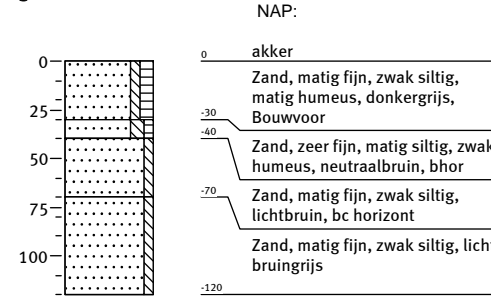 NAP:
0
25
50
75
100
0 akker
Zand, matig fijn, zwak siltig,
matig humeus, donkergrijs,
Bouwvoor
-30
-40
Zand, zeer fijn, matig siltig, zwak
humeus, neutraalbruin, bhor
-70
Zand, matig fijn, zwak siltig,
lichtbruin, bc horizont
Zand, matig fijn, zwak siltig, licht
bruingrijs
-120